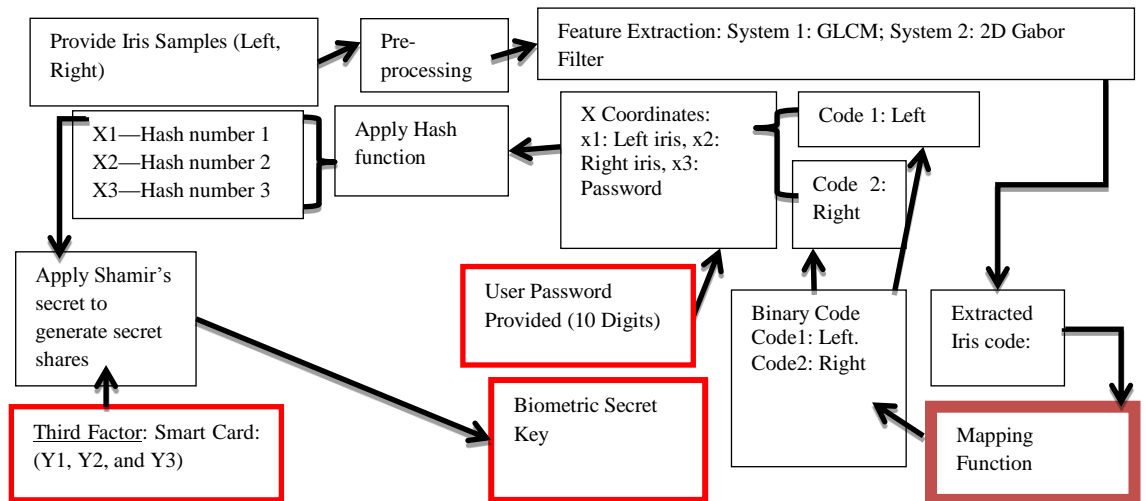 Provide Iris Samples (Left,
Right)
Pre-
processing
Feature Extraction: System 1: GLCM; System 2: 2D Gabor
Filter
X1—Hash number 1
X2—Hash number 2
X3—Hash number 3
Apply Hash
function
X Coordinates:
x1: Left iris, x2:
Right iris, x3:
Password
Code 1: Left
Code 2:
Right
Apply Shamir's
secret to
generate secret
shares
User Password
Provided (10 Digits)
Binary Code
Code1: Left.
Code2: Right
Extracted
Iris code:
Third Factor: Smart Card:
(Y1, Y2, and Y3)
Biometric Secret
Key
Mapping
Function